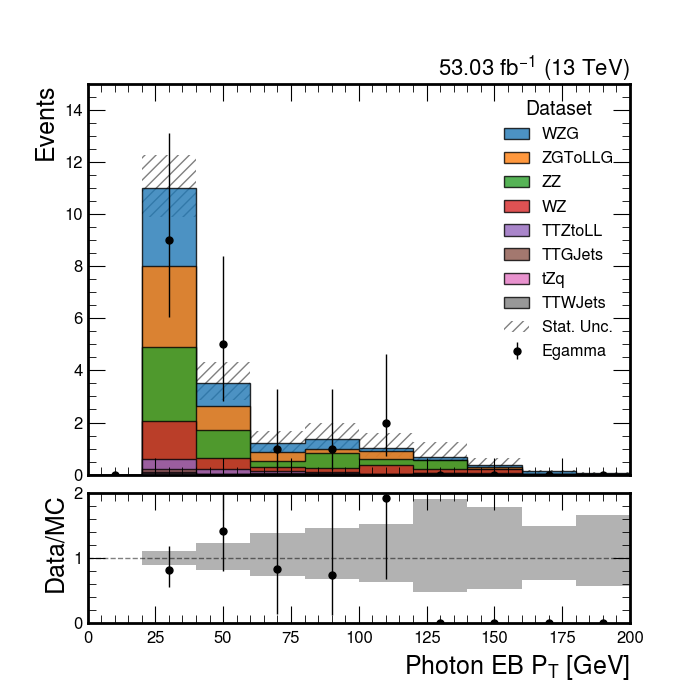 53.03 fb⁻¹ (13 TeV)
Events
14
12
10
8
6
4
2
0
Dataset
WZG
ZGToLLG
ZZ
WZ
TTZtoLL
TTGJets
tZq
TTWJets
Stat. Unc.
Egamma
Data/MC
2
1
0
0 25 50 75 100 125 150 175 200
Photon EB P_T [GeV]